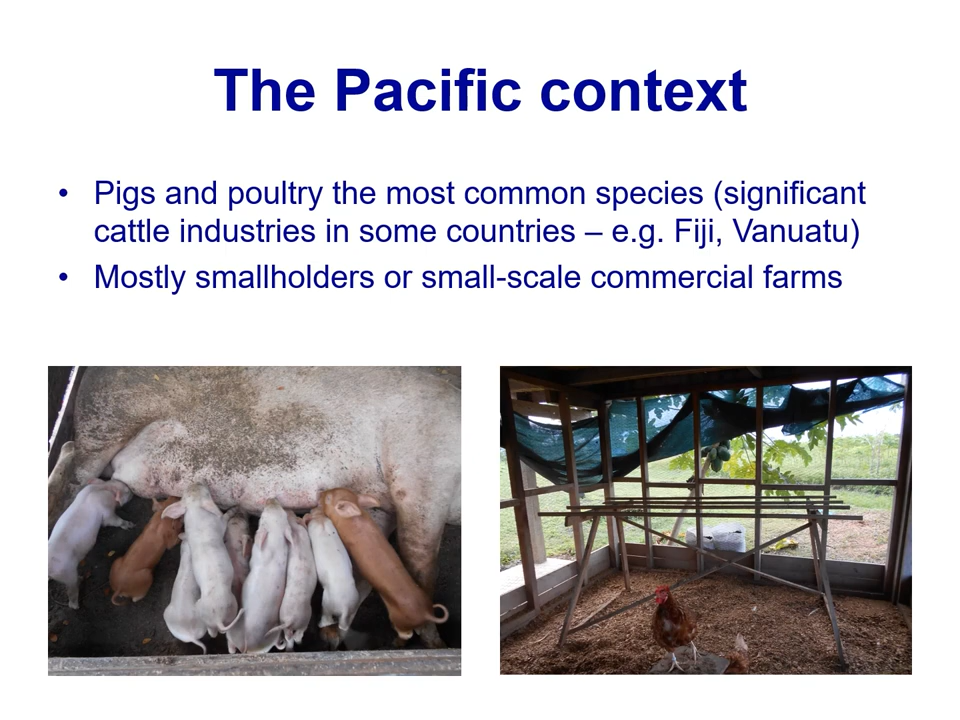 The Pacific context
• Pigs and poultry the most common species (significant
cattle industries in some countries – e.g. Fiji, Vanuatu)
• Mostly smallholders or small-scale commercial farms